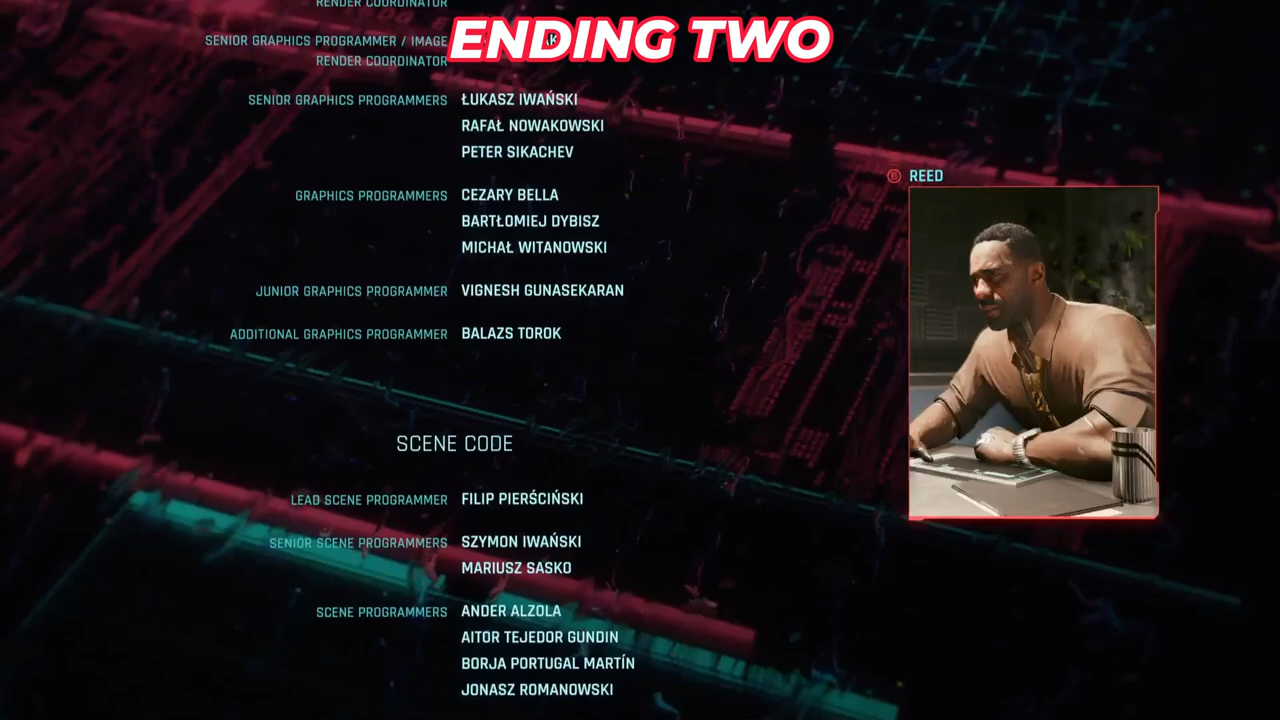 RENDER COORDINATOR
ENDING TWO
SENIOR GRAPHICS PROGRAMMER / IMAGE
RENDER COORDINATOR
SENIOR GRAPHICS PROGRAMMERS ŁUKASZ IWAŃSKI
RAFAŁ NOWAKOWSKI
PETER SIKACHEV
REED
GRAPHICS PROGRAMMERS CEZARY BELLA
BARTŁOMIEJ DYBISZ
MICHAŁ WITANOWSKI
JUNIOR GRAPHICS PROGRAMMER VIGNESH GUNASEKARAN
ADDITIONAL GRAPHICS PROGRAMMER BALAZS TOROK
SCENE CODE
LEAD SCENE PROGRAMMER FILIP PIERŚCIŃSKI
SENIOR SCENE PROGRAMMERS SZYMON IWAŃSKI
MARIUSZ SASKO
SCENE PROGRAMMERS ANDER ALZOLA
AITOR TEJEDOR GUNDIN
BORJA PORTUGAL MARTÍN
JONASZ ROMANOWSKI